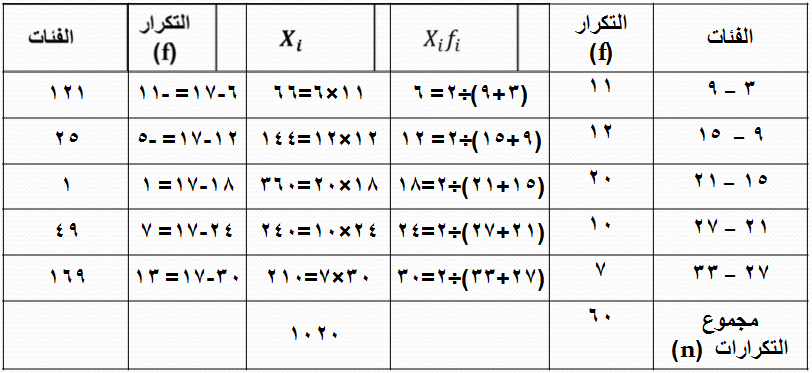 الفئات | التكرار (f) | Xᵢfᵢ | Xᵢ | التكرار (f) | الفئات
٣ – ٩ | ١١ | (٣+٩)÷٢= ٦ | ١١×٦=٦٦ | ٦-١٧= -١١ | ١٢١
٩ – ١٥ | ١٢ | (٩+١٥)÷٢= ١٢ | ١٢×١٢=١٤٤ | ١٢-١٧= -٥ | ٢٥
١٥ – ٢١ | ٢٠ | (١٥+٢١)÷٢=١٨ | ١٨×٢٠=٣٦٠ | ١٨-١٧= ١ | ١
٢١ – ٢٧ | ١٠ | (٢١+٢٧)÷٢=٢٤ | ٢٤×١٠=٢٤٠ | ٢٤-١٧= ٧ | ٤٩
٢٧ – ٣٣ | ٧ | (٢٧+٣٣)÷٢=٣٠ | ٣٠×٧=٢١٠ | ٣٠-١٧= ١٣ | ١٦٩
مجموع التكرارات (n) | ٦٠ | ١٠٢٠